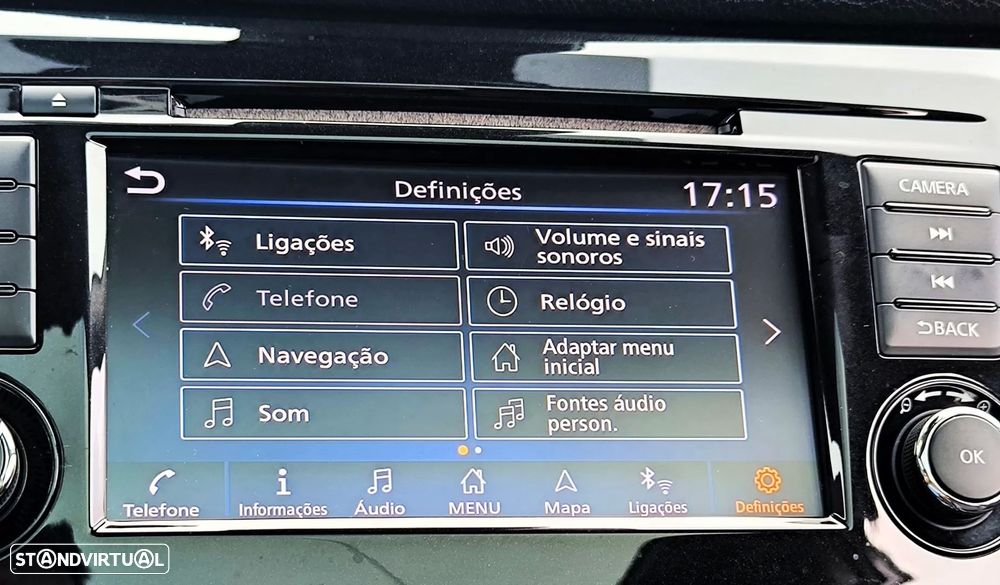 Definições
17:15
CAMERA
Ligações
Volume e sinais
sonoros
Telefone
Relógio
BACK
Navegação
Adaptar menu
inicial
Som
Fontes áudio
person.
OK
Telefone
Informações
Áudio
MENU
Mapa
Ligações
Definições
STANDVIRTUAL